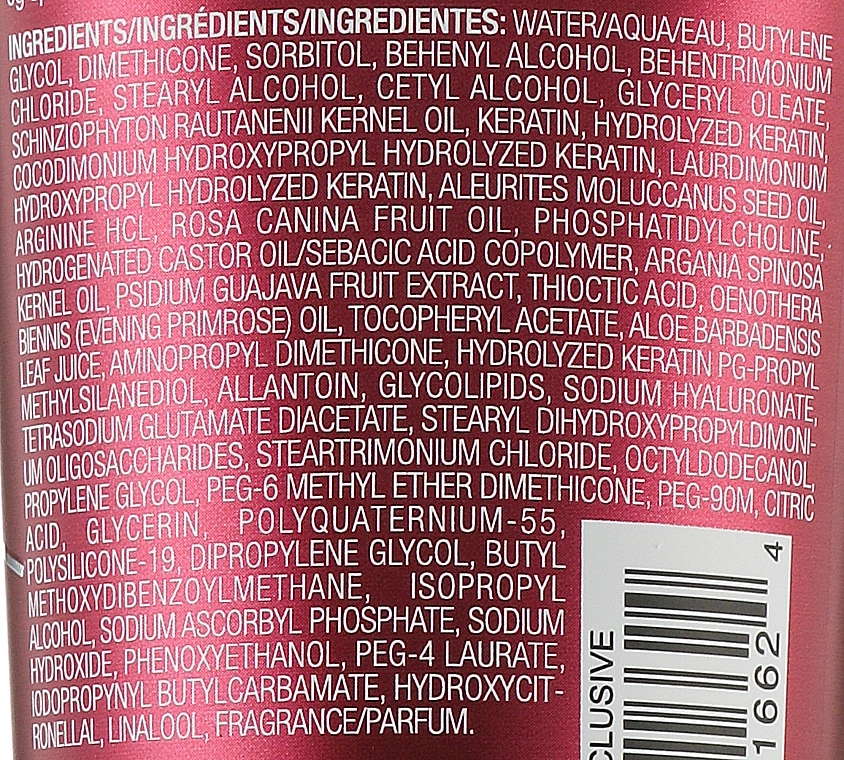 INGREDIENTS/INGRÉDIENTS/INGREDIENTES: WATER/AQUA/EAU, BUTYLENE
GLYCOL, DIMETHICONE, SORBITOL, BEHENYL ALCOHOL, BEHENTRIMONIUM
CHLORIDE, STEARYL ALCOHOL, CETYL ALCOHOL, GLYCERYL OLEATE,
SCHINZIOPHYTON RAUTANENII KERNEL OIL, KERATIN, HYDROLYZED KERATIN,
COCODIMONIUM HYDROXYPROPYL HYDROLYZED KERATIN, LAURDIMONIUM
HYDROXYPROPYL HYDROLYZED KERATIN, ALEURITES MOLUCCANUS SEED OIL,
ARGININE HCL, ROSA CANINA FRUIT OIL, PHOSPHATIDYLCHOLINE,
HYDROGENATED CASTOR OIL/SEBACIC ACID COPOLYMER, ARGANIA SPINOSA
KERNEL OIL, PSIDIUM GUAJAVA FRUIT EXTRACT, THIOCTIC ACID, OENOTHERA
BIENNIS (EVENING PRIMROSE) OIL, TOCOPHERYL ACETATE, ALOE BARBADENSIS
LEAF JUICE, AMINOPROPYL DIMETHICONE, HYDROLYZED KERATIN PG-PROPYL
METHYLSILANEDIOL, ALLANTOIN, GLYCOLIPIDS, SODIUM HYALURONATE,
TETRASODIUM GLUTAMATE DIACETATE, STEARYL DIHYDROXYPROPYLDIMONI-
UM OLIGOSACCHARIDES, STEARTRIMONIUM CHLORIDE, OCTYLDODECANOL,
PROPYLENE GLYCOL, PEG-6 METHYL ETHER DIMETHICONE, PEG-90M, CITRIC
ACID, GLYCERIN, POLYQUATERNIUM-55,
POLYSILICONE-19, DIPROPYLENE GLYCOL, BUTYL
METHOXYDIBENZOYLMETHANE, ISOPROPYL
ALCOHOL, SODIUM ASCORBYL PHOSPHATE, SODIUM
HYDROXIDE, PHENOXYETHANOL, PEG-4 LAURATE,
IODOPROPYNYL BUTYLCARBAMATE, HYDROXYCIT-
RONELLAL, LINALOOL, FRAGRANCE/PARFUM.
CLUSIVE
1662 4